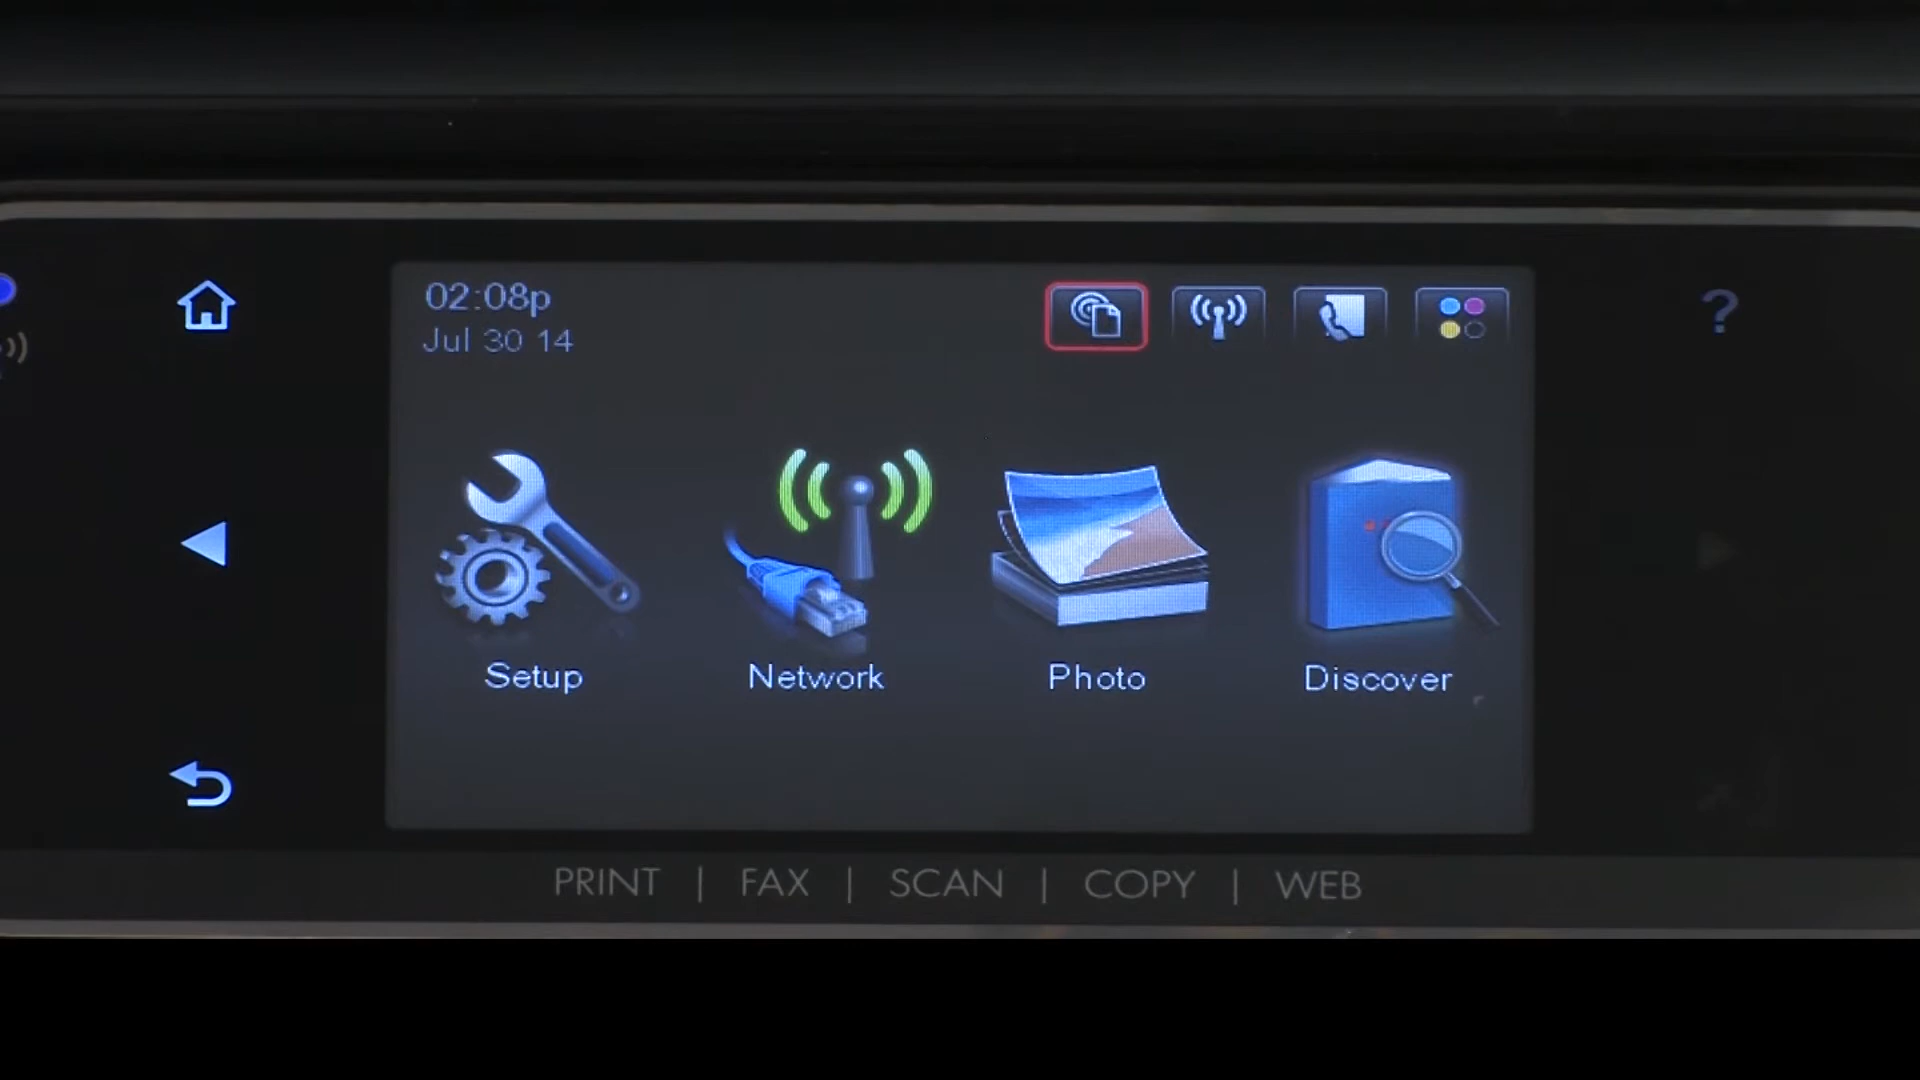 02:08p
Jul 30 14
?
Setup
Network
Photo
Discover
PRINT | FAX | SCAN | COPY | WEB